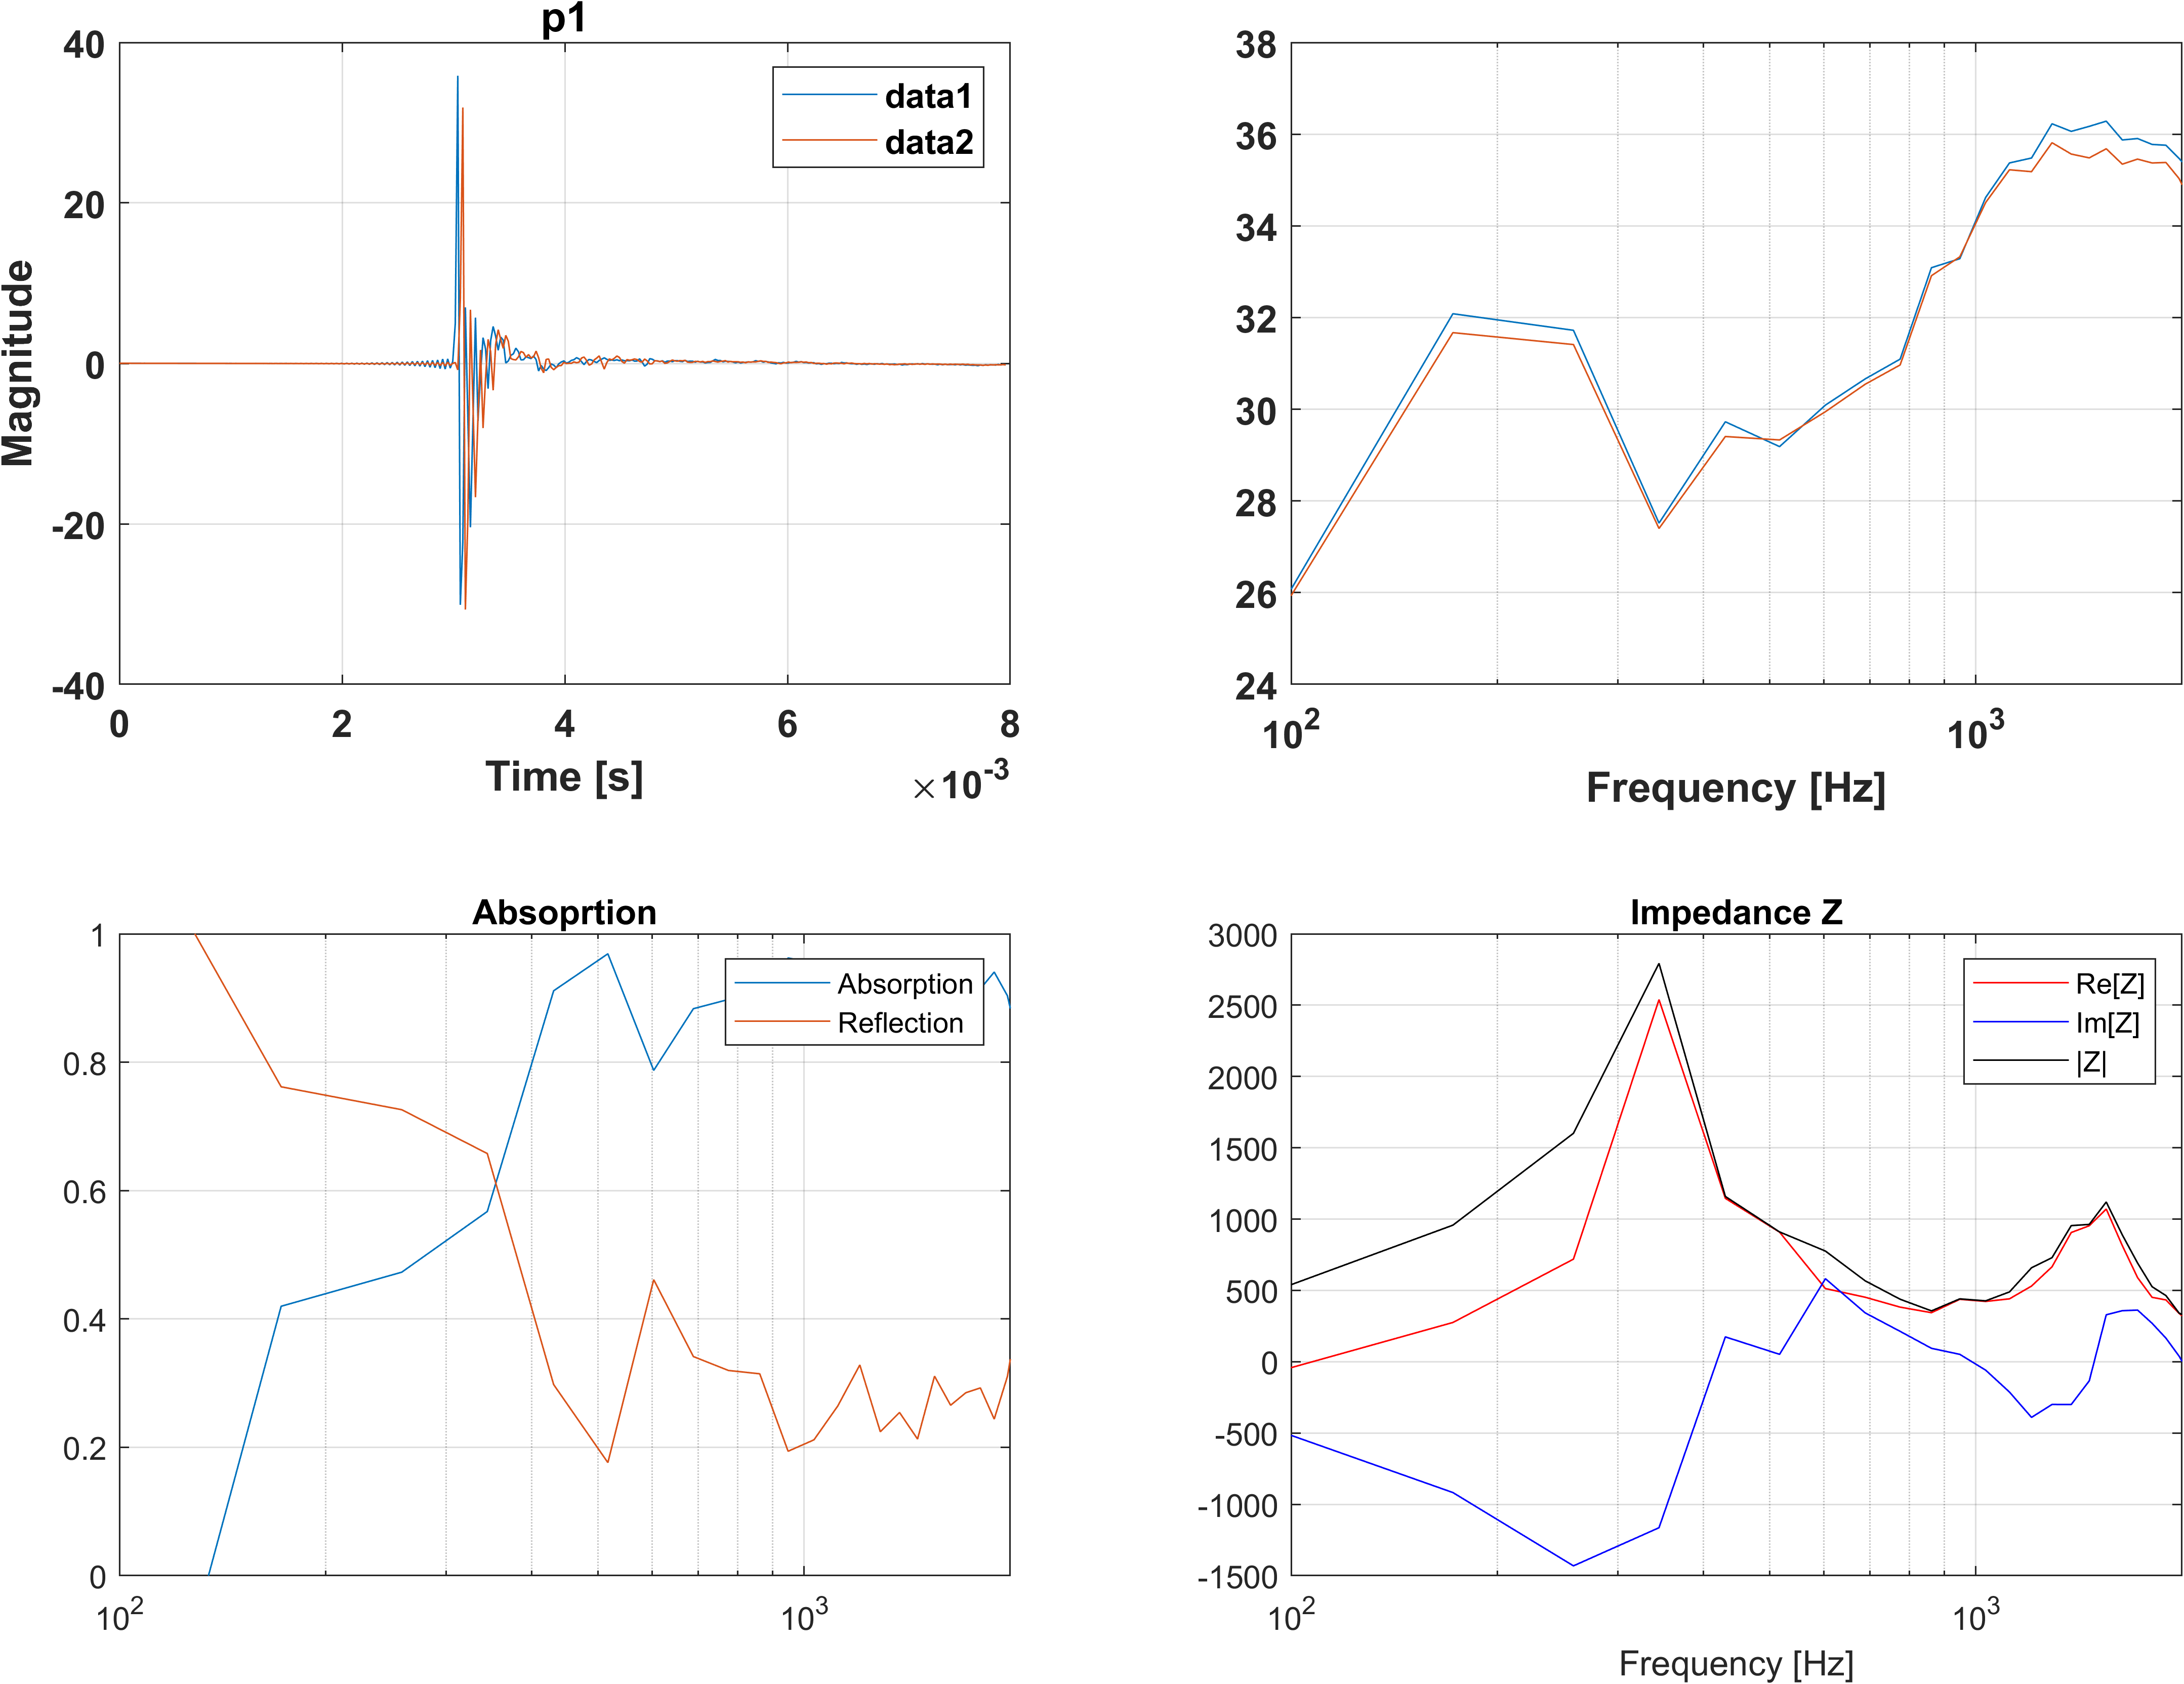 p1
40
20
0
-20
-40
Magnitude
data1
data2
0 2 4 6 8
Time [s]
×10-3
38
36
34
32
30
28
26
24
102 103
Frequency [Hz]
Absoprtion
1
0.8
0.6
0.4
0.2
0
Absorption
Reflection
102 103
Impedance Z
3000
2500
2000
1500
1000
500
0
-500
-1000
-1500
Re[Z]
Im[Z]
|Z|
102 103
Frequency [Hz]